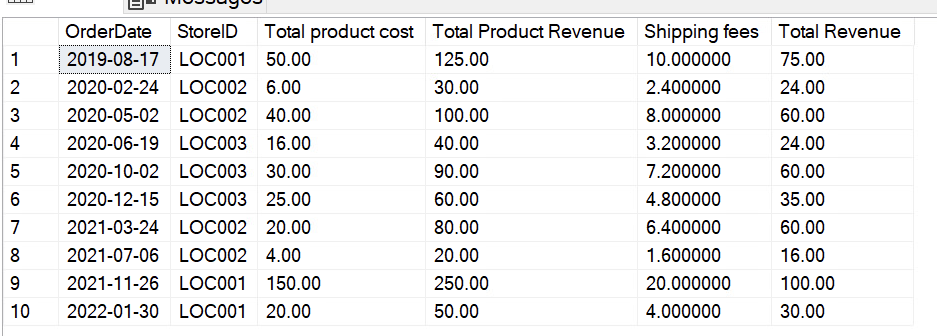 Messages
OrderDate StoreID Total product cost Total Product Revenue Shipping fees Total Revenue
1 2019-08-17 LOC001 50.00 125.00 10.000000 75.00
2 2020-02-24 LOC002 6.00 30.00 2.400000 24.00
3 2020-05-02 LOC002 40.00 100.00 8.000000 60.00
4 2020-06-19 LOC003 16.00 40.00 3.200000 24.00
5 2020-10-02 LOC003 30.00 90.00 7.200000 60.00
6 2020-12-15 LOC003 25.00 60.00 4.800000 35.00
7 2021-03-24 LOC002 20.00 80.00 6.400000 60.00
8 2021-07-06 LOC002 4.00 20.00 1.600000 16.00
9 2021-11-26 LOC001 150.00 250.00 20.000000 100.00
10 2022-01-30 LOC001 20.00 50.00 4.000000 30.00